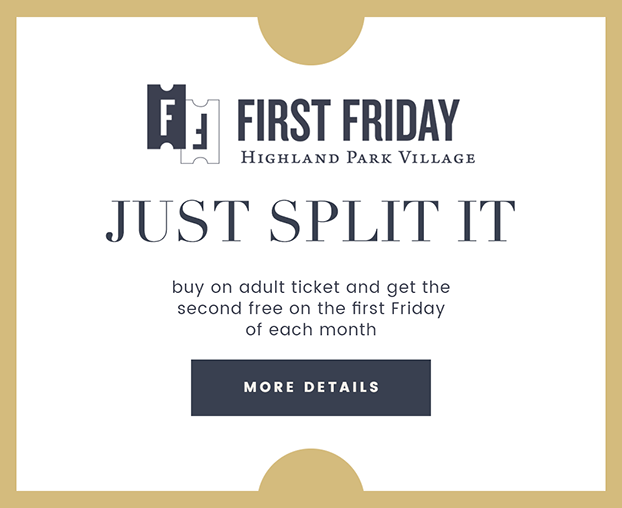 F F
FIRST FRIDAY
HIGHLAND PARK VILLAGE
JUST SPLIT IT
buy on adult ticket and get the
second free on the first Friday
of each month
MORE DETAILS